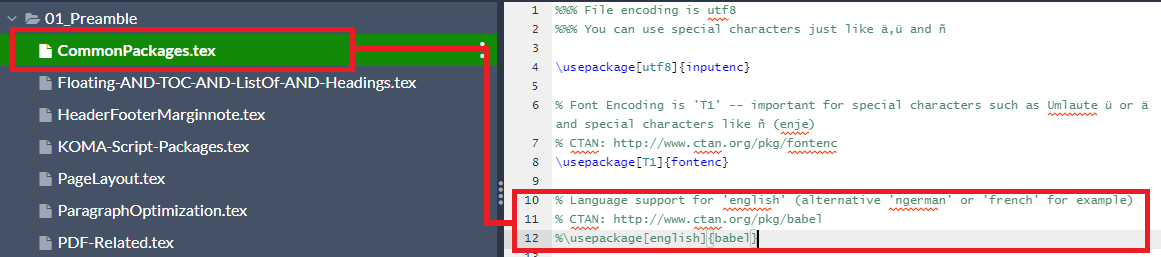 01_Preamble
CommonPackages.tex
Floating-AND-TOC-AND-ListOf-AND-Headings.tex
HeaderFooterMarginnote.tex
KOMA-Script-Packages.tex
PageLayout.tex
ParagraphOptimization.tex
PDF-Related.tex
1 %%% File encoding is utf8
2 %%% You can use special characters just like ä,ü and ñ
3
4 \usepackage[utf8]{inputenc}
5
6 % Font Encoding is 'T1' -- important for special characters such as Umlaute ü or ä
and special characters like ñ (enje)
7 % CTAN: http://www.ctan.org/pkg/fontenc
8 \usepackage[T1]{fontenc}
9
10 % Language support for 'english' (alternative 'ngerman' or 'french' for example)
11 % CTAN: http://www.ctan.org/pkg/babel
12 %\usepackage[english]{babel}
13